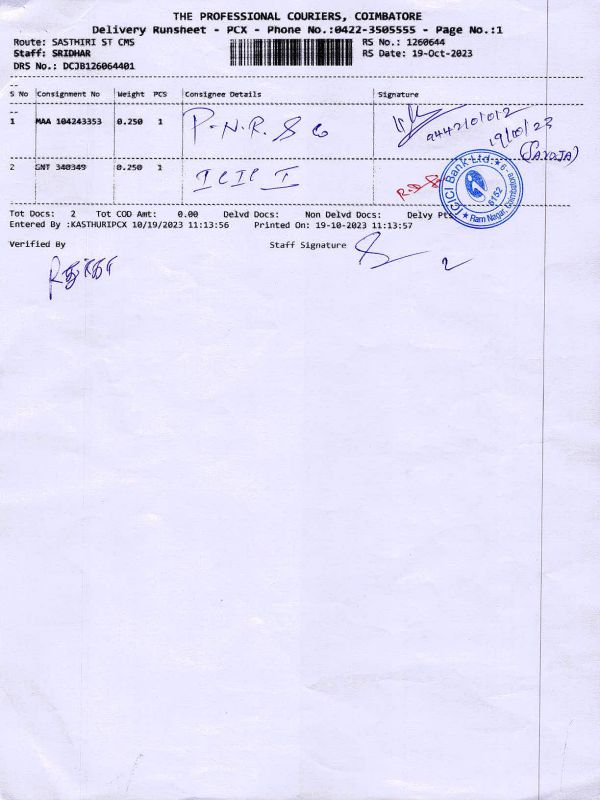 THE PROFESSIONAL COURIERS, COIMBATORE
Delivery Runsheet - PCX - Phone No.:0422-3505555 - Page No.:1
Route: SASTHIRI ST CMS RS No.: 1260644
Staff: SRIDHAR RS Date: 19-Oct-2023
DRS No.: DCJB126064401
S No Consignment No Weight PCS Consignee Details Signature
1 MAA 104243353 0.250 1 P.N.R. & Co 9442101012
19/10/23
(SAROJA)
2 GNT 340349 0.250 1 ICICI
ICICI Bank Ltd. ★ 6152 ★ Ram Nagar, Coimbatore - 9
Tot Docs: 2 Tot COD Amt: 0.00 Delvd Docs: Non Delvd Docs: Delvy Pts
Entered By :KASTHURIPCX 10/19/2023 11:13:56 Printed On: 19-10-2023 11:13:57
Verified By Staff Signature
2